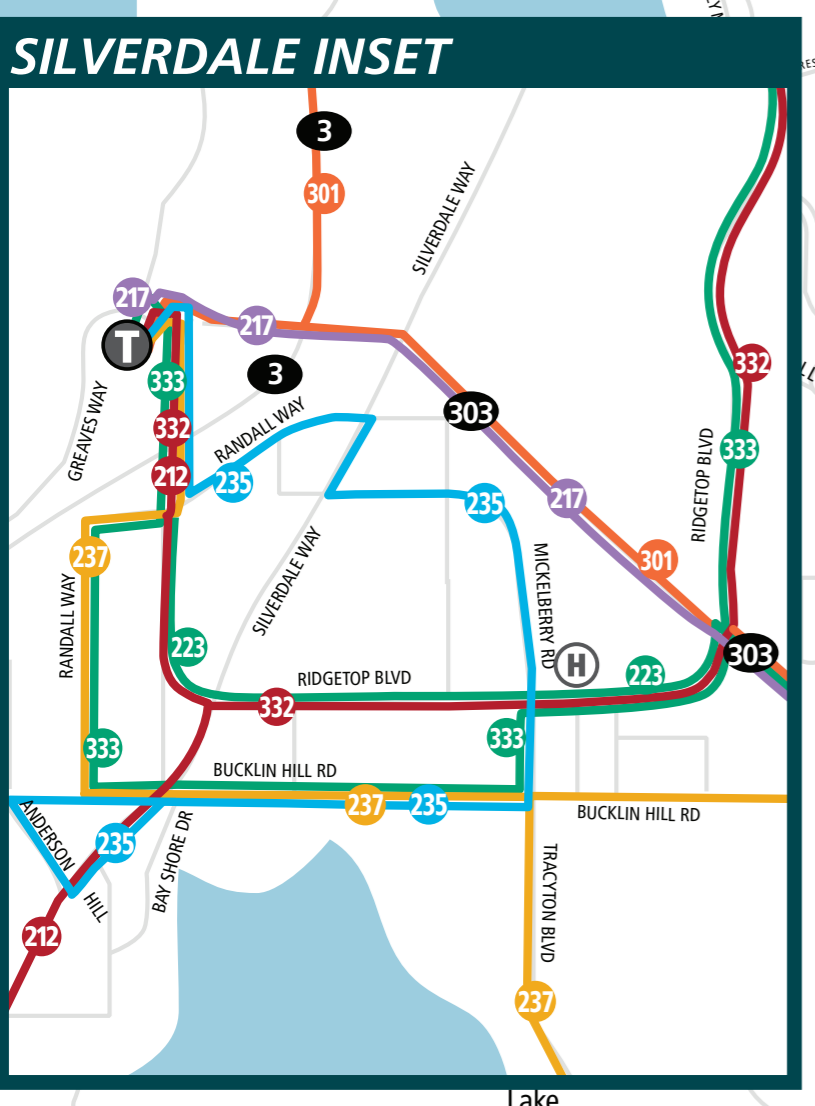 SILVERDALE INSET
3
301
SILVERDALE WAY
217
217
T
3
333
332
GREAVES WAY
303
332
RANDALL WAY
212
235
RIDGETOP BLVD
333
235
217
237
SILVERDALE WAY
MICKELBERRY RD
301
RANDALL WAY
223
H
303
RIDGETOP BLVD
223
332
333
333
BUCKLIN HILL RD
237
235
BUCKLIN HILL RD
ANDERSON
HILL
235
BAY SHORE DR
TRACYTON BLVD
212
237
Lake